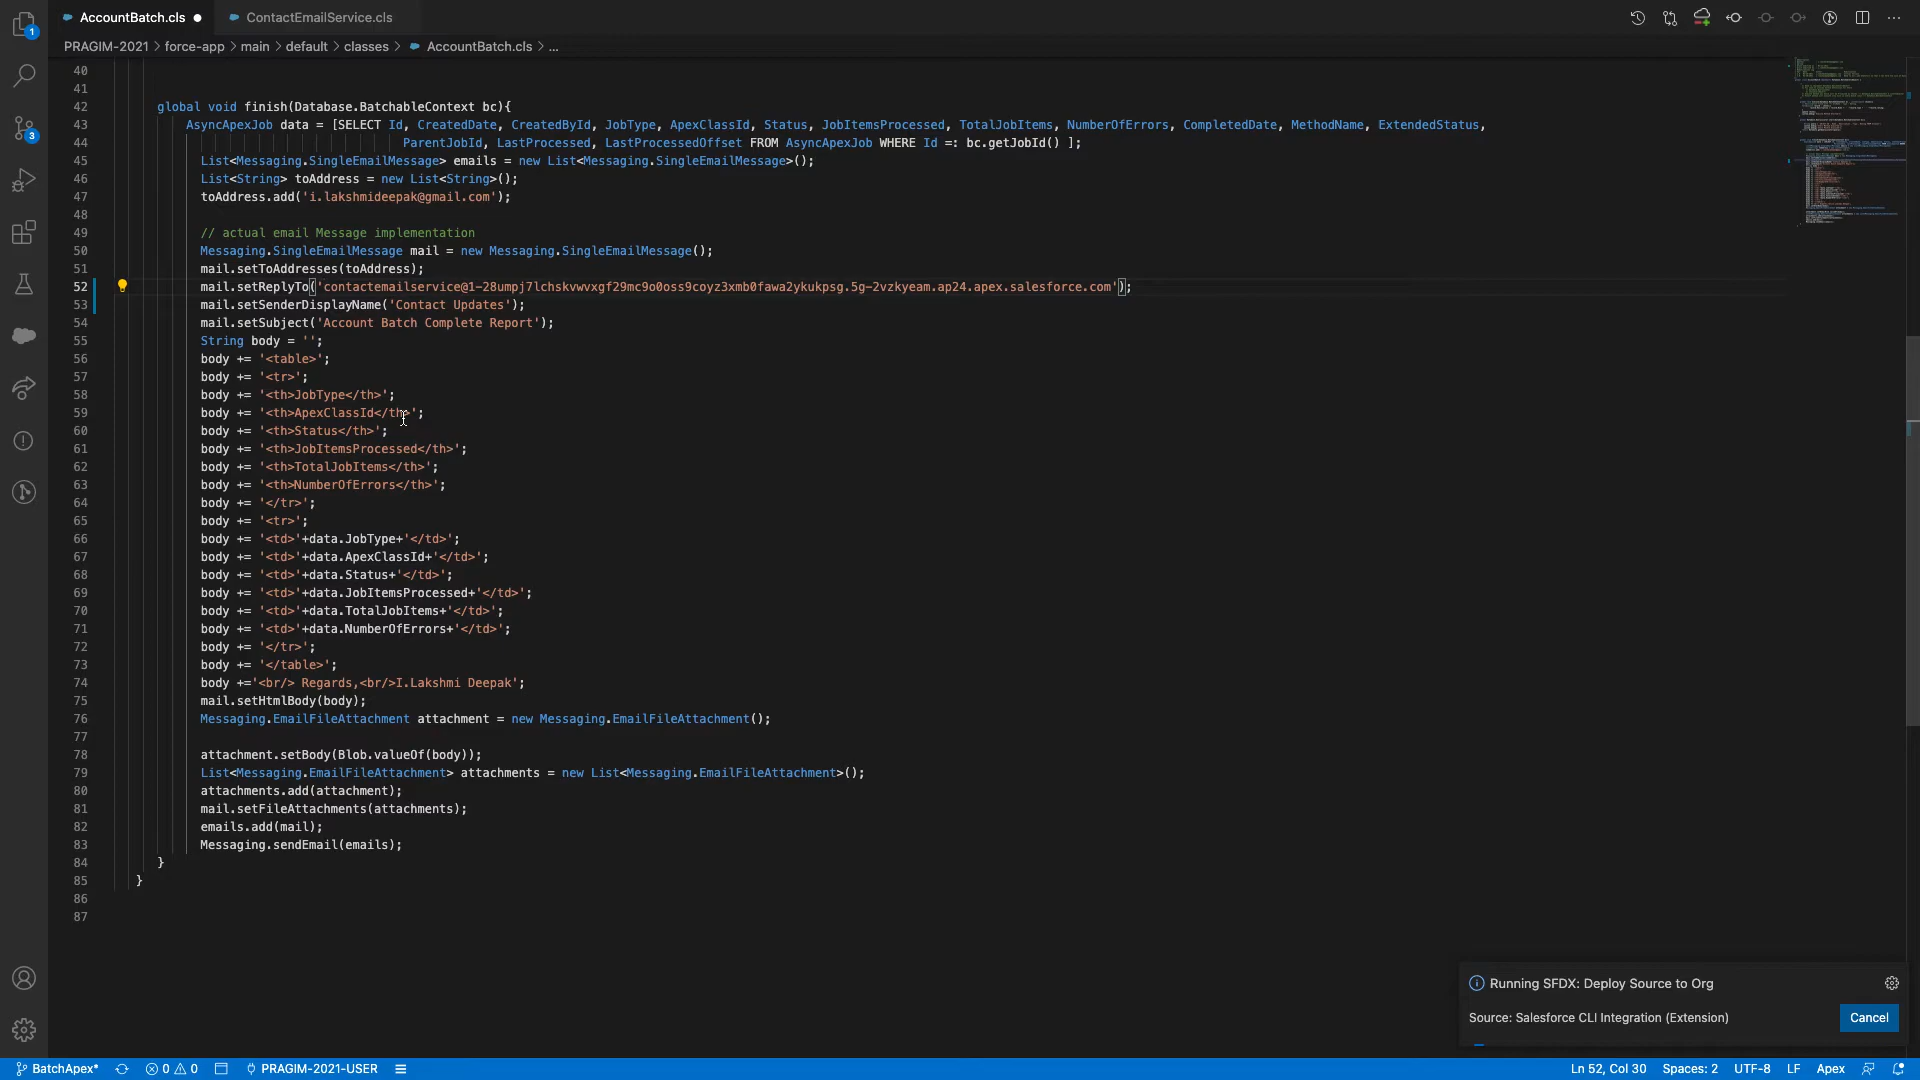 AccountBatch.cls
ContactEmailService.cls
PRAGIM-2021 > force-app > main > default > classes > AccountBatch.cls > ...
1
3
40
41
42 global void finish(Database.BatchableContext bc){
43 AsyncApexJob data = [SELECT Id, CreatedDate, CreatedById, JobType, ApexClassId, Status, JobItemsProcessed, TotalJobItems, NumberOfErrors, CompletedDate, MethodName, ExtendedStatus,
44 ParentJobId, LastProcessed, LastProcessedOffset FROM AsyncApexJob WHERE Id =: bc.getJobId() ];
45 List<Messaging.SingleEmailMessage> emails = new List<Messaging.SingleEmailMessage>();
46 List<String> toAddress = new List<String>();
47 toAddress.add('i.lakshmideepak@gmail.com');
48
49 // actual email Message implementation
50 Messaging.SingleEmailMessage mail = new Messaging.SingleEmailMessage();
51 mail.setToAddresses(toAddress);
52 mail.setReplyTo('contactemailservice@1-28umpj7lchskvwvxgf29mc9o0oss9coyz3xmb0fawa2ykukpsg.5g-2vzkyeam.ap24.apex.salesforce.com');
53 mail.setSenderDisplayName('Contact Updates');
54 mail.setSubject('Account Batch Complete Report');
55 String body = '';
56 body += '<table>';
57 body += '<tr>';
58 body += '<th>JobType</th>';
59 body += '<th>ApexClassId</th>';
60 body += '<th>Status</th>';
61 body += '<th>JobItemsProcessed</th>';
62 body += '<th>TotalJobItems</th>';
63 body += '<th>NumberOfErrors</th>';
64 body += '</tr>';
65 body += '<tr>';
66 body += '<td>'+data.JobType+'</td>';
67 body += '<td>'+data.ApexClassId+'</td>';
68 body += '<td>'+data.Status+'</td>';
69 body += '<td>'+data.JobItemsProcessed+'</td>';
70 body += '<td>'+data.TotalJobItems+'</td>';
71 body += '<td>'+data.NumberOfErrors+'</td>';
72 body += '</tr>';
73 body += '</table>';
74 body +='<br/> Regards,<br/>I.Lakshmi Deepak';
75 mail.setHtmlBody(body);
76 Messaging.EmailFileAttachment attachment = new Messaging.EmailFileAttachment();
77
78 attachment.setBody(Blob.valueOf(body));
79 List<Messaging.EmailFileAttachment> attachments = new List<Messaging.EmailFileAttachment>();
80 attachments.add(attachment);
81 mail.setFileAttachments(attachments);
82 emails.add(mail);
83 Messaging.sendEmail(emails);
84 }
85 }
86
87
Running SFDX: Deploy Source to Org
Source: Salesforce CLI Integration (Extension)
Cancel
BatchApex* 0 0 PRAGIM-2021-USER Ln 52, Col 30 Spaces: 2 UTF-8 LF Apex